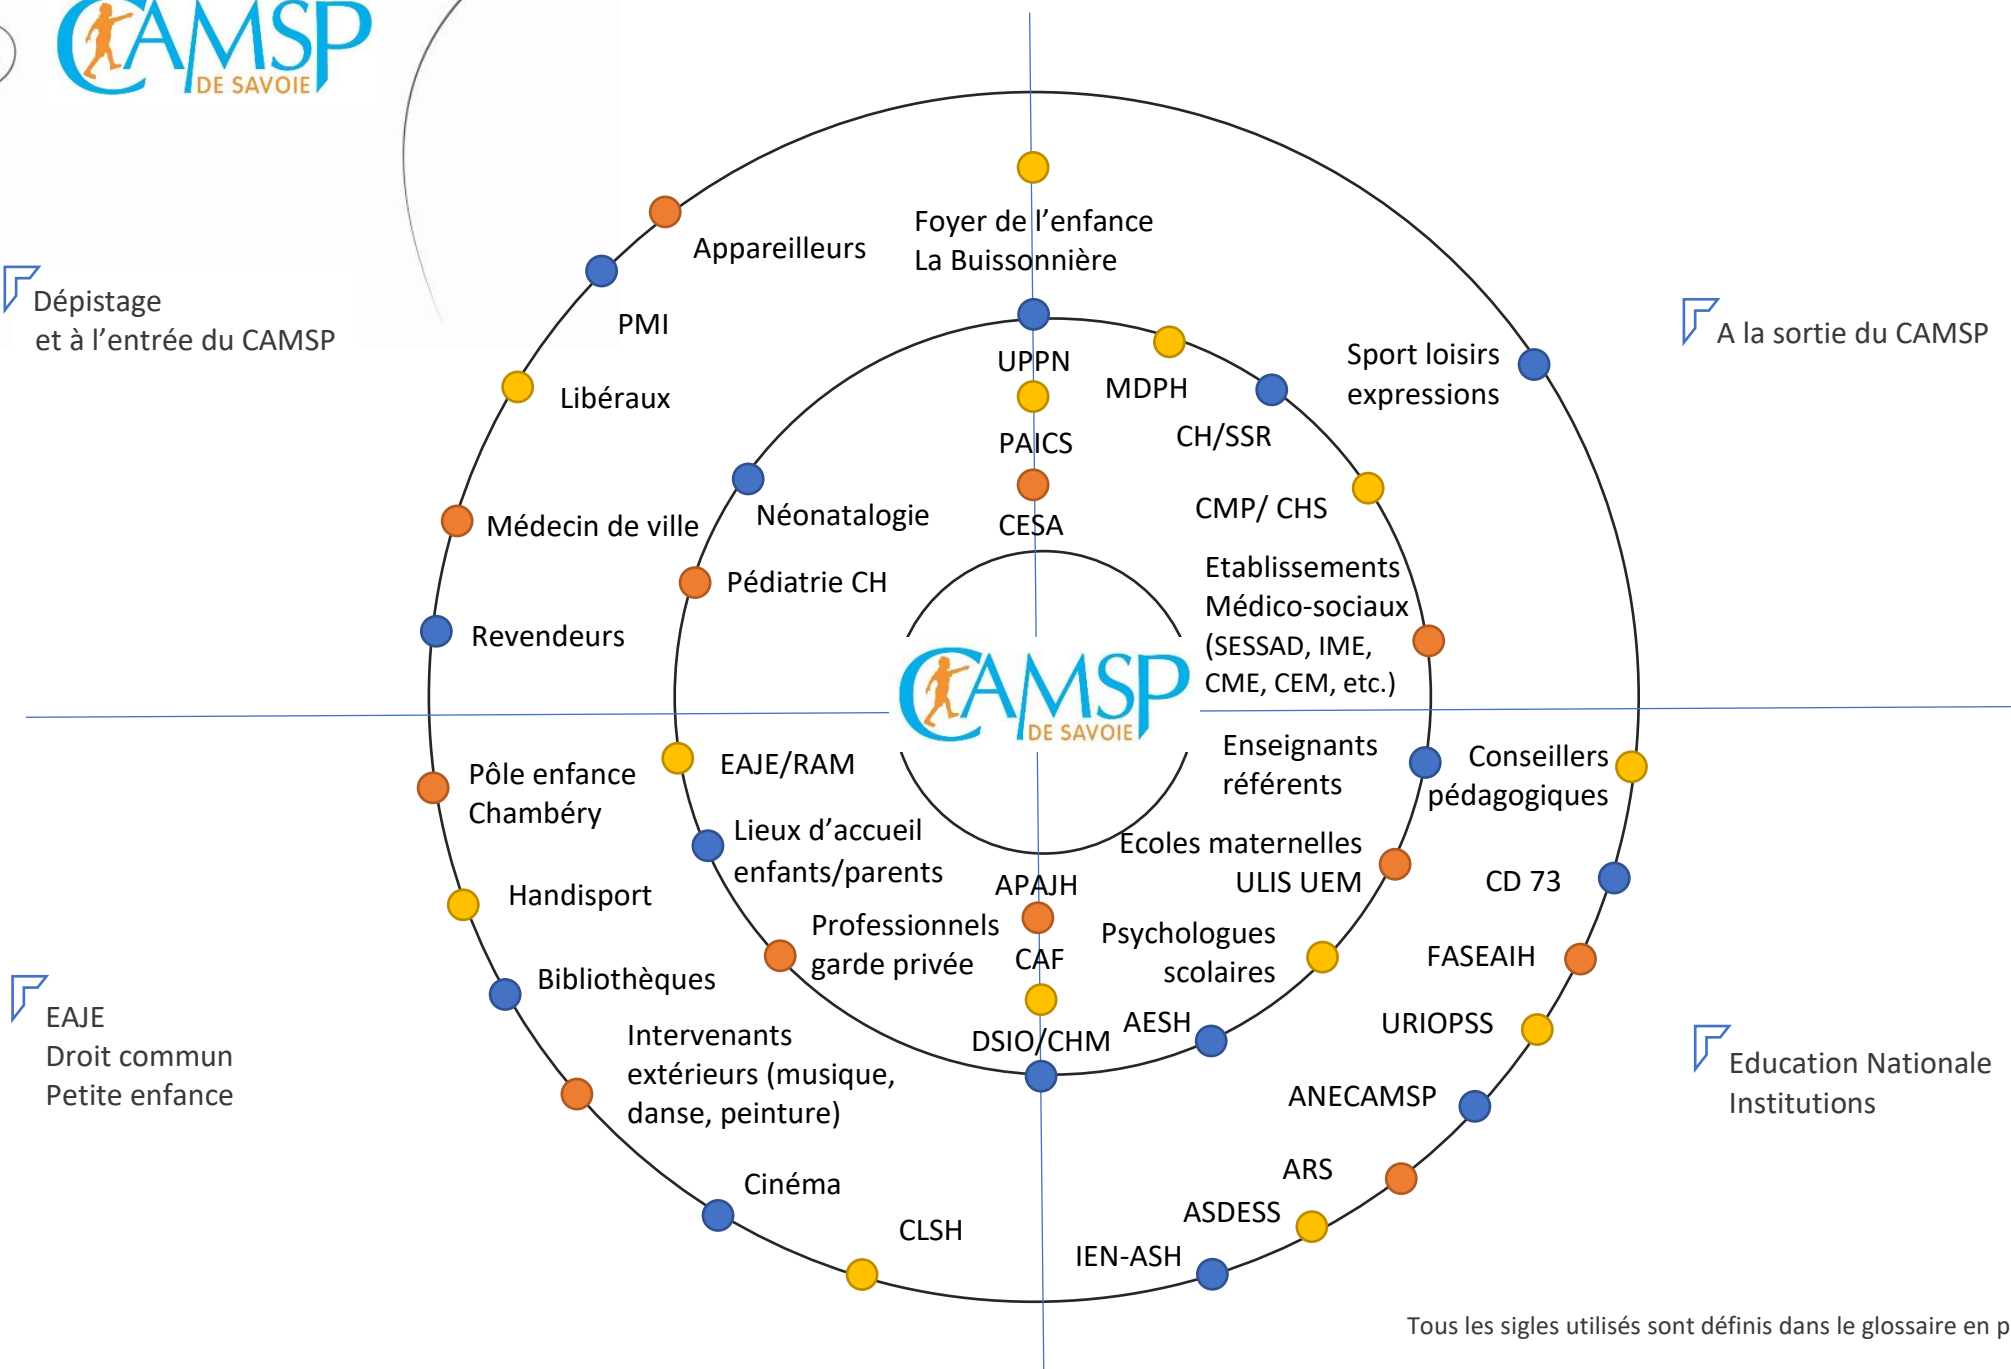 CAMSP
DE SAVOIE
Dépistage
et à l'entrée du CAMSP
Appareilleurs
PMI
Libéraux
Médecin de ville
Revendeurs
Néonatalogie
Pédiatrie CH
Foyer de l'enfance
La Buissonnière
UPPN
PAICS
CESA
A la sortie du CAMSP
Sport loisirs
expressions
MDPH
CH/SSR
CMP/ CHS
Etablissements
Médico-sociaux
(SESSAD, IME,
CME, CEM, etc.)
CAMSP
DE SAVOIE
EAJE
Droit commun
Petite enfance
Pôle enfance
Chambéry
Handisport
Bibliothèques
Intervenants
extérieurs (musique,
danse, peinture)
Cinéma
CLSH
EAJE/RAM
Lieux d'accueil
enfants/parents
Professionnels
garde privée
APAJH
CAF
DSIO/CHM
Enseignants
référents
Ecoles maternelles
ULIS UEM
Psychologues
scolaires
AESH
Conseillers
pédagogiques
CD 73
FASEAIH
URIOPSS
ANECAMSP
ARS
ASDESS
IEN-ASH
Education Nationale
Institutions
Tous les sigles utilisés sont définis dans le glossaire en p